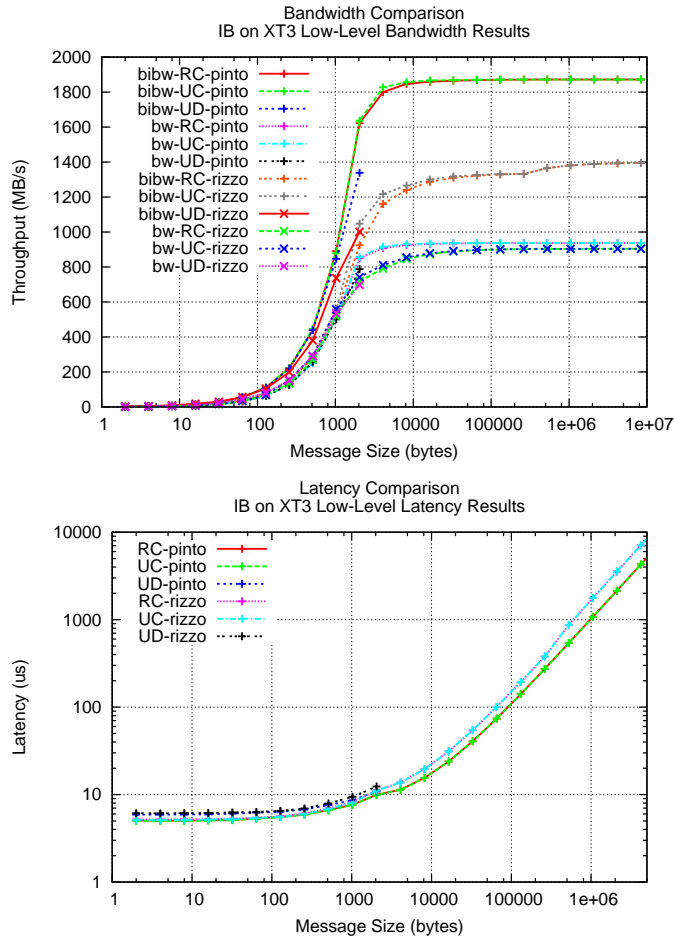 Bandwidth Comparison
IB on XT3 Low-Level Bandwidth Results
Throughput (MB/s)
2000
1800
1600
1400
1200
1000
800
600
400
200
0
bibw-RC-pinto
bibw-UC-pinto
bibw-UD-pinto
bw-RC-pinto
bw-UC-pinto
bw-UD-pinto
bibw-RC-rizzo
bibw-UC-rizzo
bibw-UD-rizzo
bw-RC-rizzo
bw-UC-rizzo
bw-UD-rizzo
1 10 100 1000 10000 100000 1e+06 1e+07
Message Size (bytes)
Latency Comparison
IB on XT3 Low-Level Latency Results
Latency (us)
10000
1000
100
10
1
RC-pinto
UC-pinto
UD-pinto
RC-rizzo
UC-rizzo
UD-rizzo
1 10 100 1000 10000 100000 1e+06
Message Size (bytes)